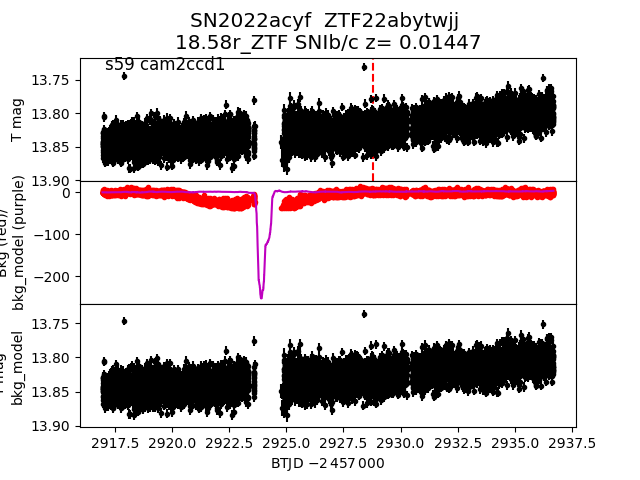 SN2022acyf  ZTF22abytwjj
18.58r_ZTF SNIb/c z= 0.01447
s59 cam2ccd1
T mag
13.75
13.80
13.85
13.90
Bkg (red)/
bkg_model (purple)
0
−100
−200
mag
bkg_model
13.75
13.80
13.85
13.90
2917.5 2920.0 2922.5 2925.0 2927.5 2930.0 2932.5 2935.0 2937.5
BTJD −2 457 000